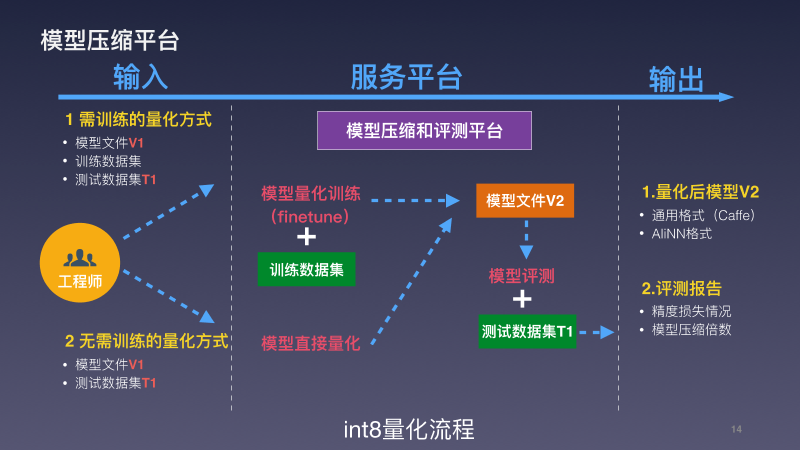 模型压缩平台
输入
服务平台
输出
1 需训练的量化方式
• 模型文件V1
• 训练数据集
• 测试数据集T1
工程师
2 无需训练的量化方式
• 模型文件V1
• 测试数据集T1
模型压缩和评测平台
模型量化训练
（finetune）
+
训练数据集
模型直接量化
模型文件V2
模型评测
+
测试数据集T1
1.量化后模型V2
• 通用格式（Caffe）
• AliNN格式
2.评测报告
• 精度损失情况
• 模型压缩倍数
int8量化流程
14